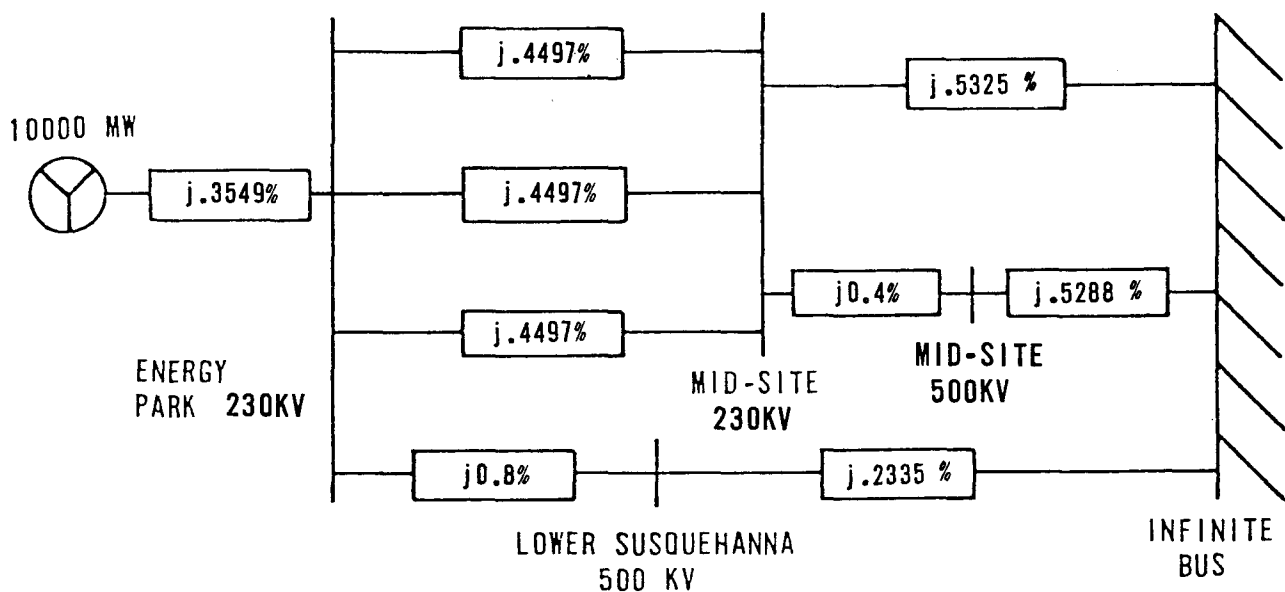 j.4497%
j.5325 %
10000 MW
j.3549%
j.4497%
j0.4%
j.5288 %
j.4497%
MID-SITE
500KV
ENERGY
PARK 230KV
MID-SITE
230KV
j0.8%
j.2335 %
LOWER SUSQUEHANNA
500 KV
INFINITE
BUS